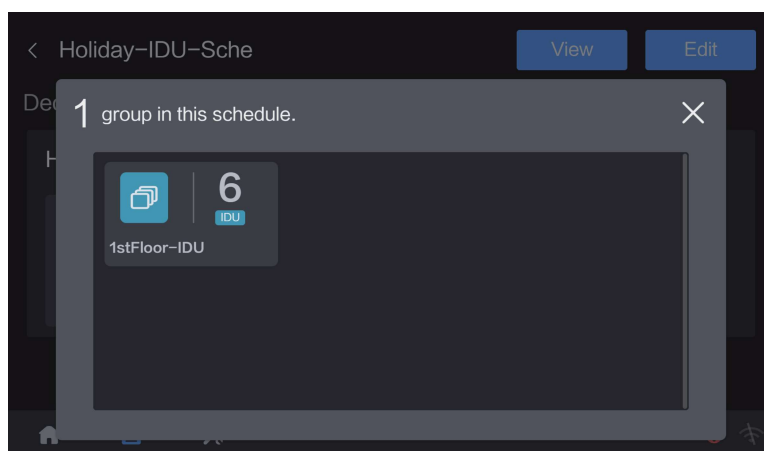 Holiday-IDU-Sche
View
Edit
1 group in this schedule.
6
IDU
1stFloor-IDU